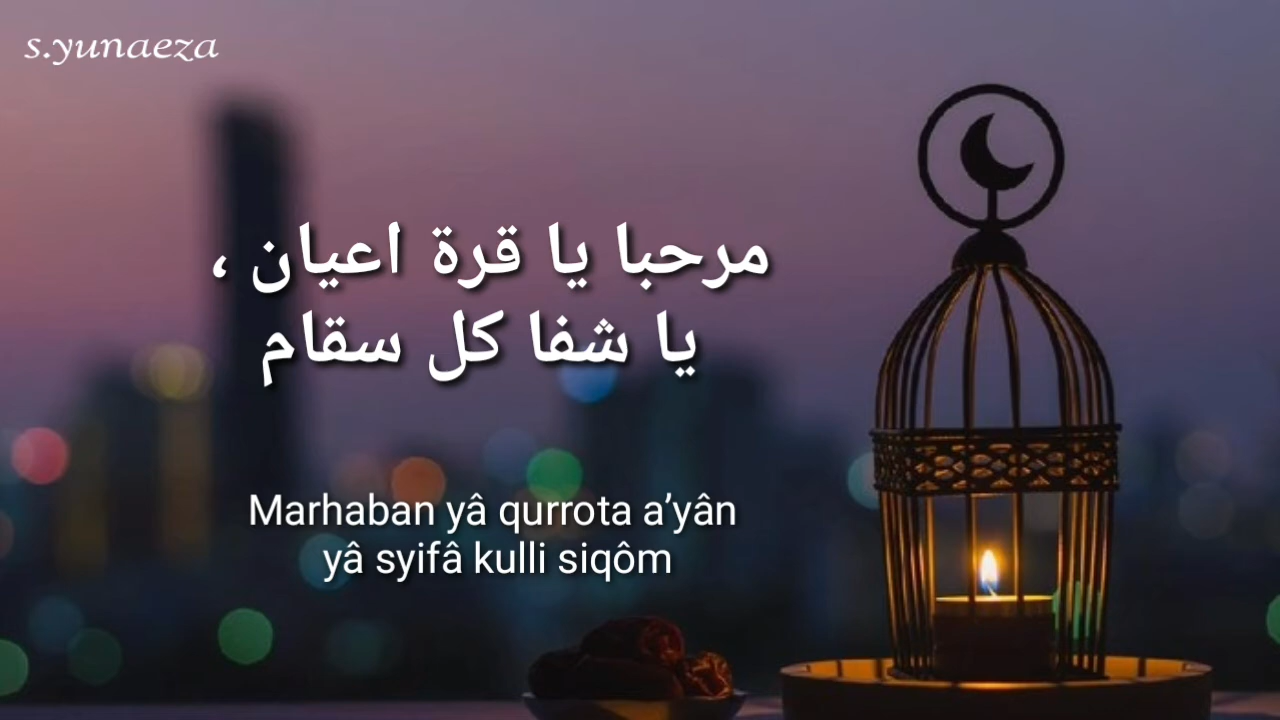 s.yunaeza
مرحبا يا قرة اعيان ،
يا شفا كل سقام
Marhaban yâ qurrota a’yân
yâ syifâ kulli siqôm